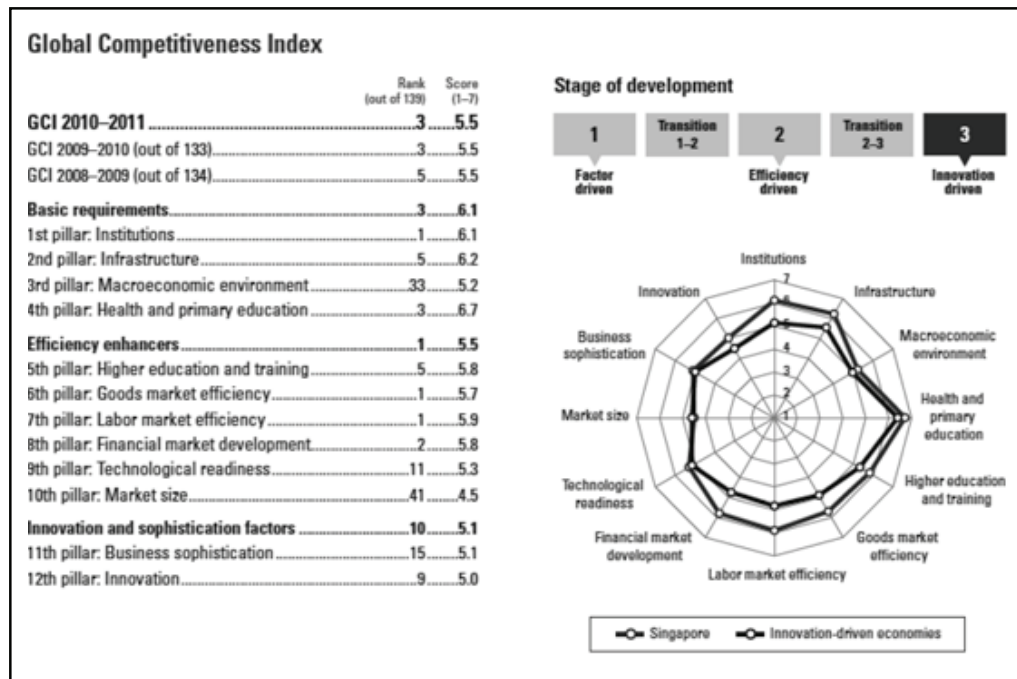 Global Competitiveness Index
Rank Score
(out of 139) (1–7)
GCI 2010–2011 3 5.5
GCI 2009–2010 (out of 133) 3 5.5
GCI 2008–2009 (out of 134) 5 5.5
Basic requirements 3 6.1
1st pillar: Institutions 1 6.1
2nd pillar: Infrastructure 5 6.2
3rd pillar: Macroeconomic environment 33 5.2
4th pillar: Health and primary education 3 6.7
Efficiency enhancers 1 5.5
5th pillar: Higher education and training 5 5.8
6th pillar: Goods market efficiency 1 5.7
7th pillar: Labor market efficiency 1 5.9
8th pillar: Financial market development 2 5.8
9th pillar: Technological readiness 11 5.3
10th pillar: Market size 41 4.5
Innovation and sophistication factors 10 5.1
11th pillar: Business sophistication 15 5.1
12th pillar: Innovation 9 5.0
Stage of development
1
Transition
1–2
2
Transition
2–3
3
Factor
driven
Efficiency
driven
Innovation
driven
Institutions
Infrastructure
Macroeconomic
environment
Health and
primary
education
Higher education
and training
Goods market
efficiency
Labor market efficiency
Financial market
development
Technological
readiness
Market size
Business
sophistication
Innovation
7
6
5
4
3
2
1
Singapore
Innovation-driven economies